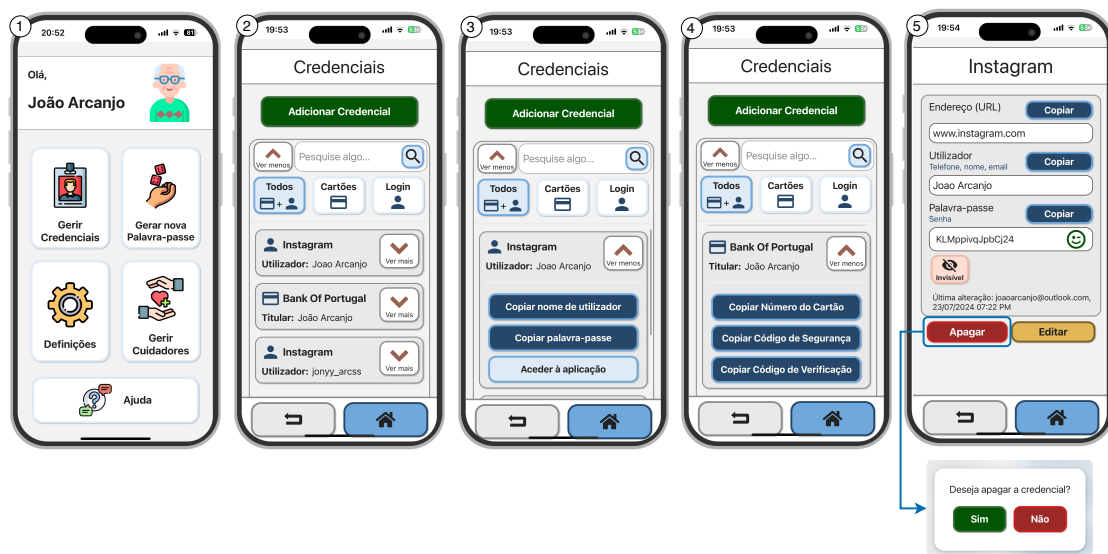 1
20:52
81
Olá,
João Arcanjo
Gerir
Credenciais
Gerar nova
Palavra-passe
Definições
Gerir
Cuidadores
Ajuda
2
19:53
Credenciais
Adicionar Credencial
Ver menos
Pesquise algo...
Todos
+
Cartões
Login
Instagram
Utilizador: Joao Arcanjo
Ver mais
Bank Of Portugal
Titular: João Arcanjo
Ver mais
Instagram
Utilizador: jonyy_arcss
Ver mais
3
19:53
Credenciais
Adicionar Credencial
Ver menos
Pesquise algo...
Todos
+
Cartões
Login
Instagram
Utilizador: Joao Arcanjo
Ver menos
Copiar nome de utilizador
Copiar palavra-passe
Aceder à aplicação
4
19:53
Credenciais
Adicionar Credencial
Ver menos
Pesquise algo...
Todos
+
Cartões
Login
Bank Of Portugal
Titular: João Arcanjo
Ver menos
Copiar Número do Cartão
Copiar Código de Segurança
Copiar Código de Verificação
5
19:54
Instagram
Endereço (URL)
Copiar
www.instagram.com
Utilizador
Telefone, nome, email
Copiar
Joao Arcanjo
Palavra-passe
Senha
Copiar
KLMppivqJpbCj24
Invisível
Última alteração: joaoarcanjo@outlook.com,
23/07/2024 07:22 PM
Apagar
Editar
Deseja apagar a credencial?
Sim
Não